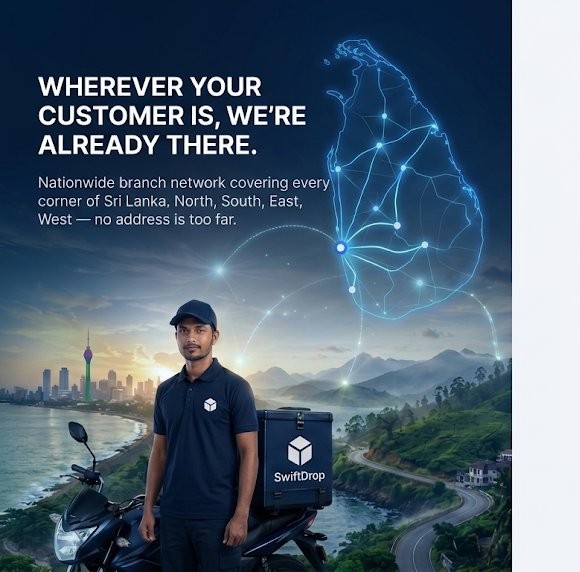 WHEREVER YOUR
CUSTOMER IS, WE’RE
ALREADY THERE.
Nationwide branch network covering every
corner of Sri Lanka, North, South, East,
West — no address is too far.
SwiftDrop